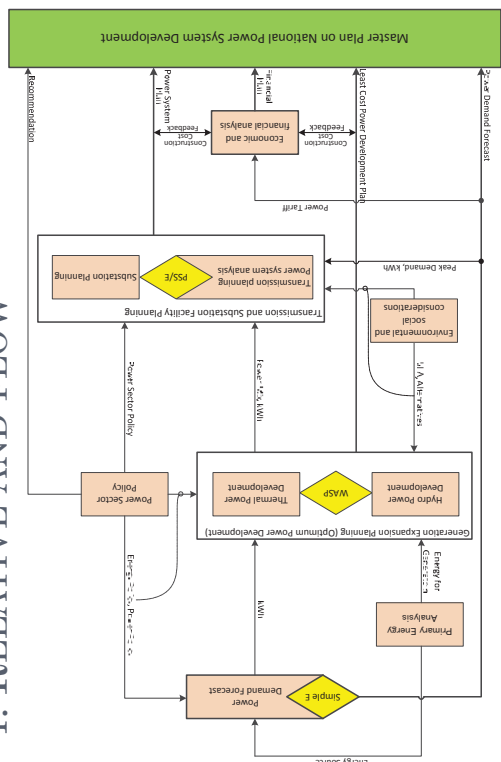 AND FLOW
Simple E
Power
Demand Forecast
Primary Energy
Analysis
Energy for
kWh
Power Sector
Policy
Generation Expansion Planning (Optimum Power Development)
Hydro Power
Development
WASP
Thermal Power
Development
Power Sector Policy
Environmental and
social
considerations
Peak Demand, kWh
Transmission and Substation Facility Planning
Transmission planning
Power system analysis
PSS/E
Substation Planning
Power Tariff
Economic and
financial analysis
Construction
Cost
Feedback
Construction
Cost
Feedback
Power Demand Forecast
Least Cost Power Development Plan
Financial
Plan
Power System
Plan
Recommendation
Master Plan on National Power System Development